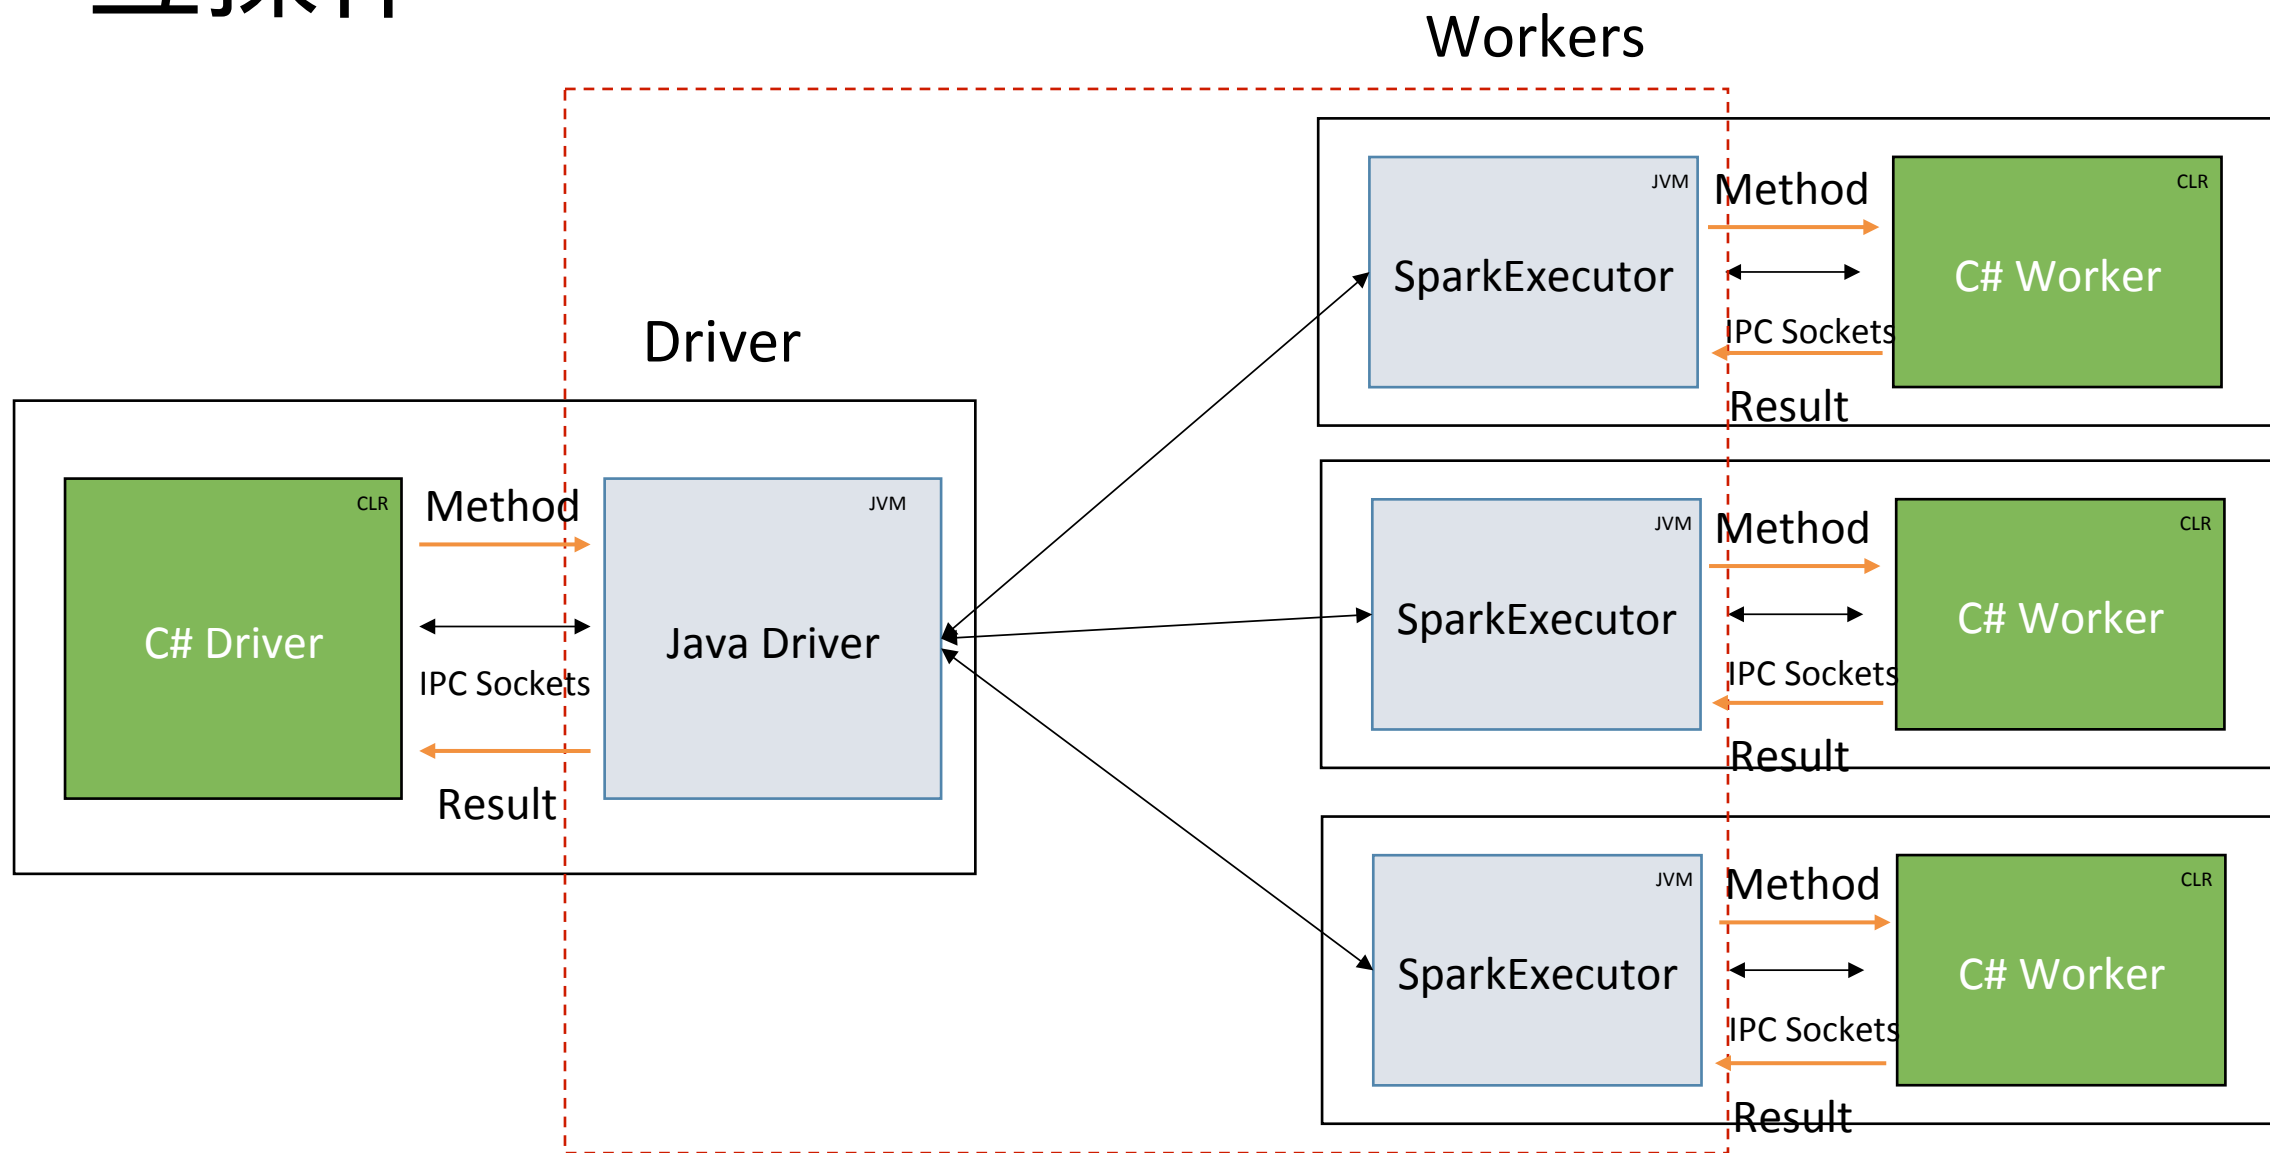 Workers
Driver
CLR
Method
C# Driver
IPC Sockets
Result
JVM
Java Driver
JVM
SparkExecutor
Method
IPC Sockets
Result
CLR
C# Worker
JVM
SparkExecutor
Method
IPC Sockets
Result
CLR
C# Worker
JVM
SparkExecutor
Method
IPC Sockets
Result
CLR
C# Worker